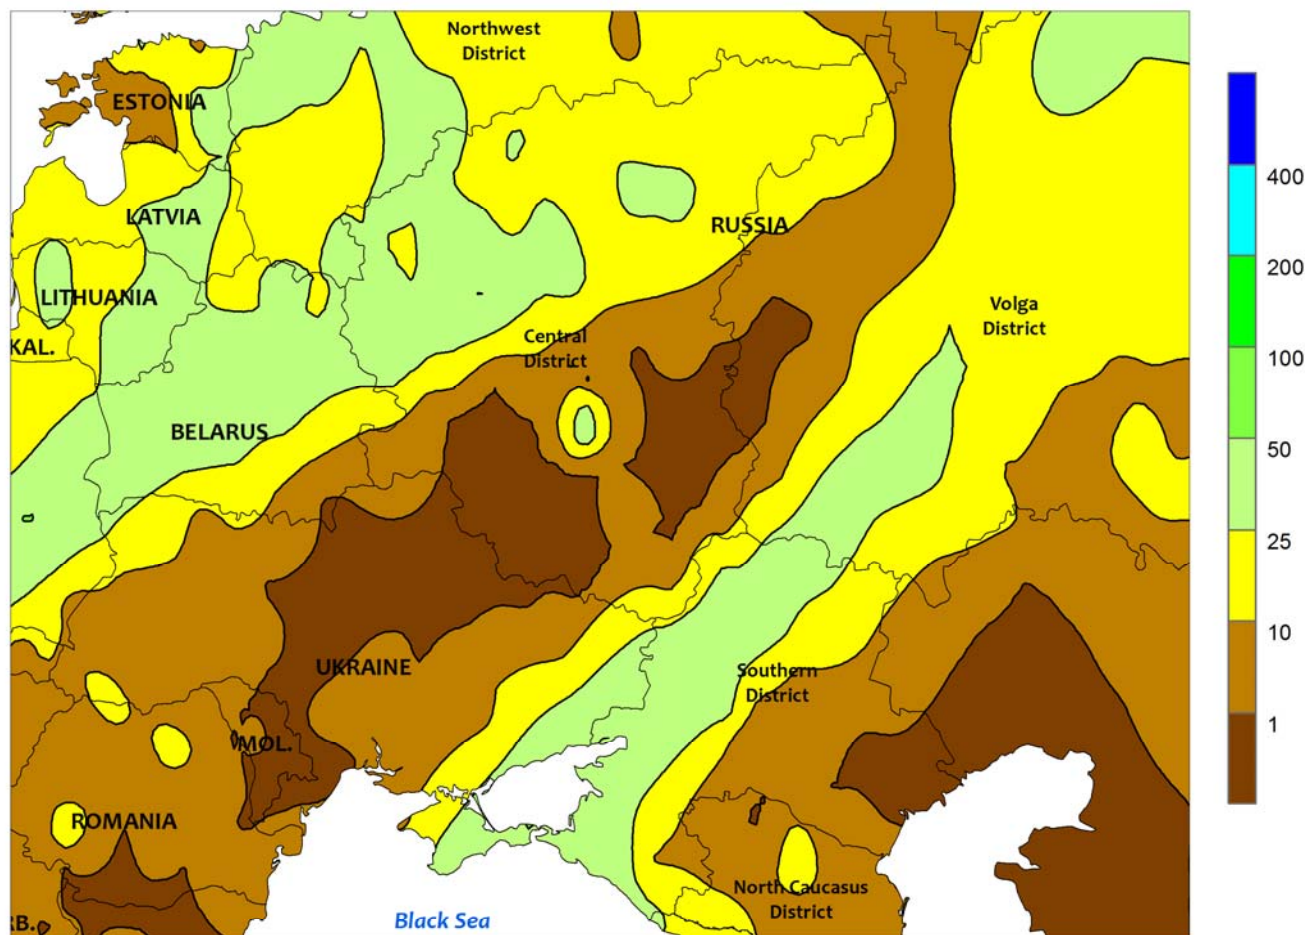 Northwest
District
ESTONIA
400
LATVIA
RUSSIA
200
LITHUANIA
Volga
District
KAL.
Central
District
100
BELARUS
50
25
10
UKRAINE
Southern
District
1
MOL.
ROMANIA
North Caucasus
District
RB.
Black Sea